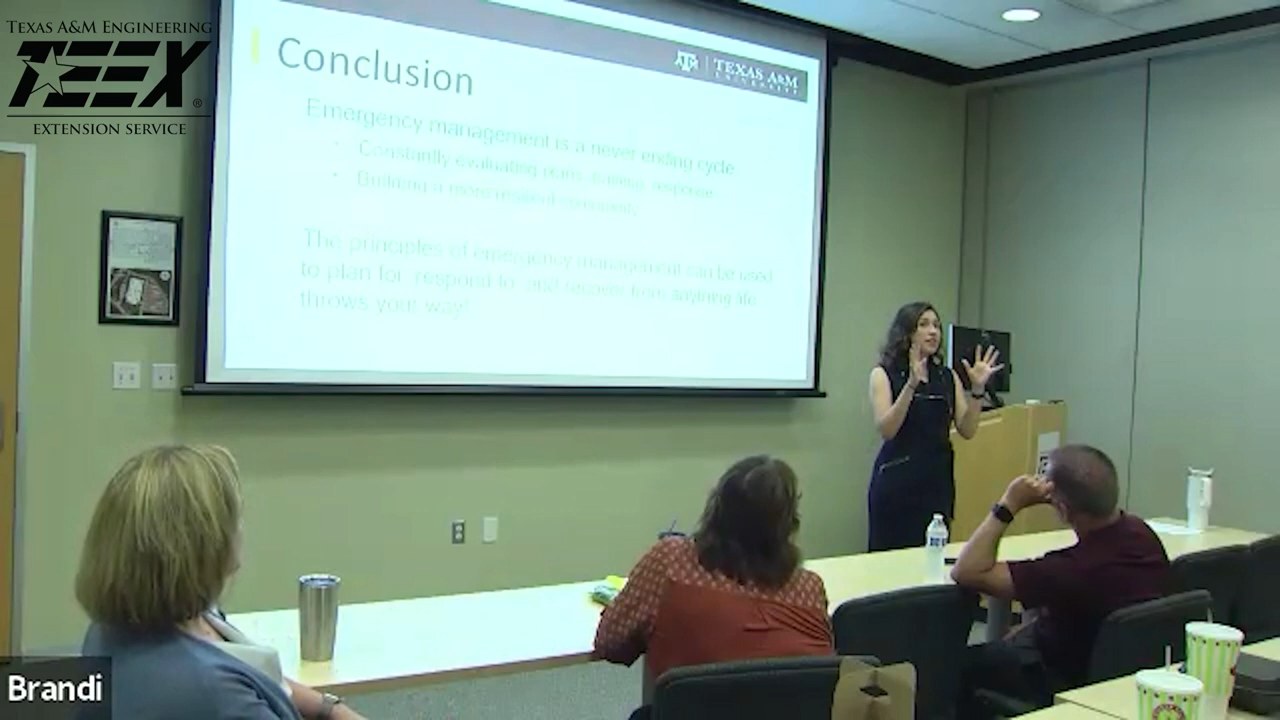 TEXAS A&M ENGINEERING
TEEX®
EXTENSION SERVICE
Conclusion
ATM TEXAS A&M
UNIVERSITY
Emergency management is a never ending cycle
Constantly evaluating plans, training, response
Building a more resilient community
The principles of emergency management can be used
to plan for, respond to, and recover from anything life
throws your way!
Brandi